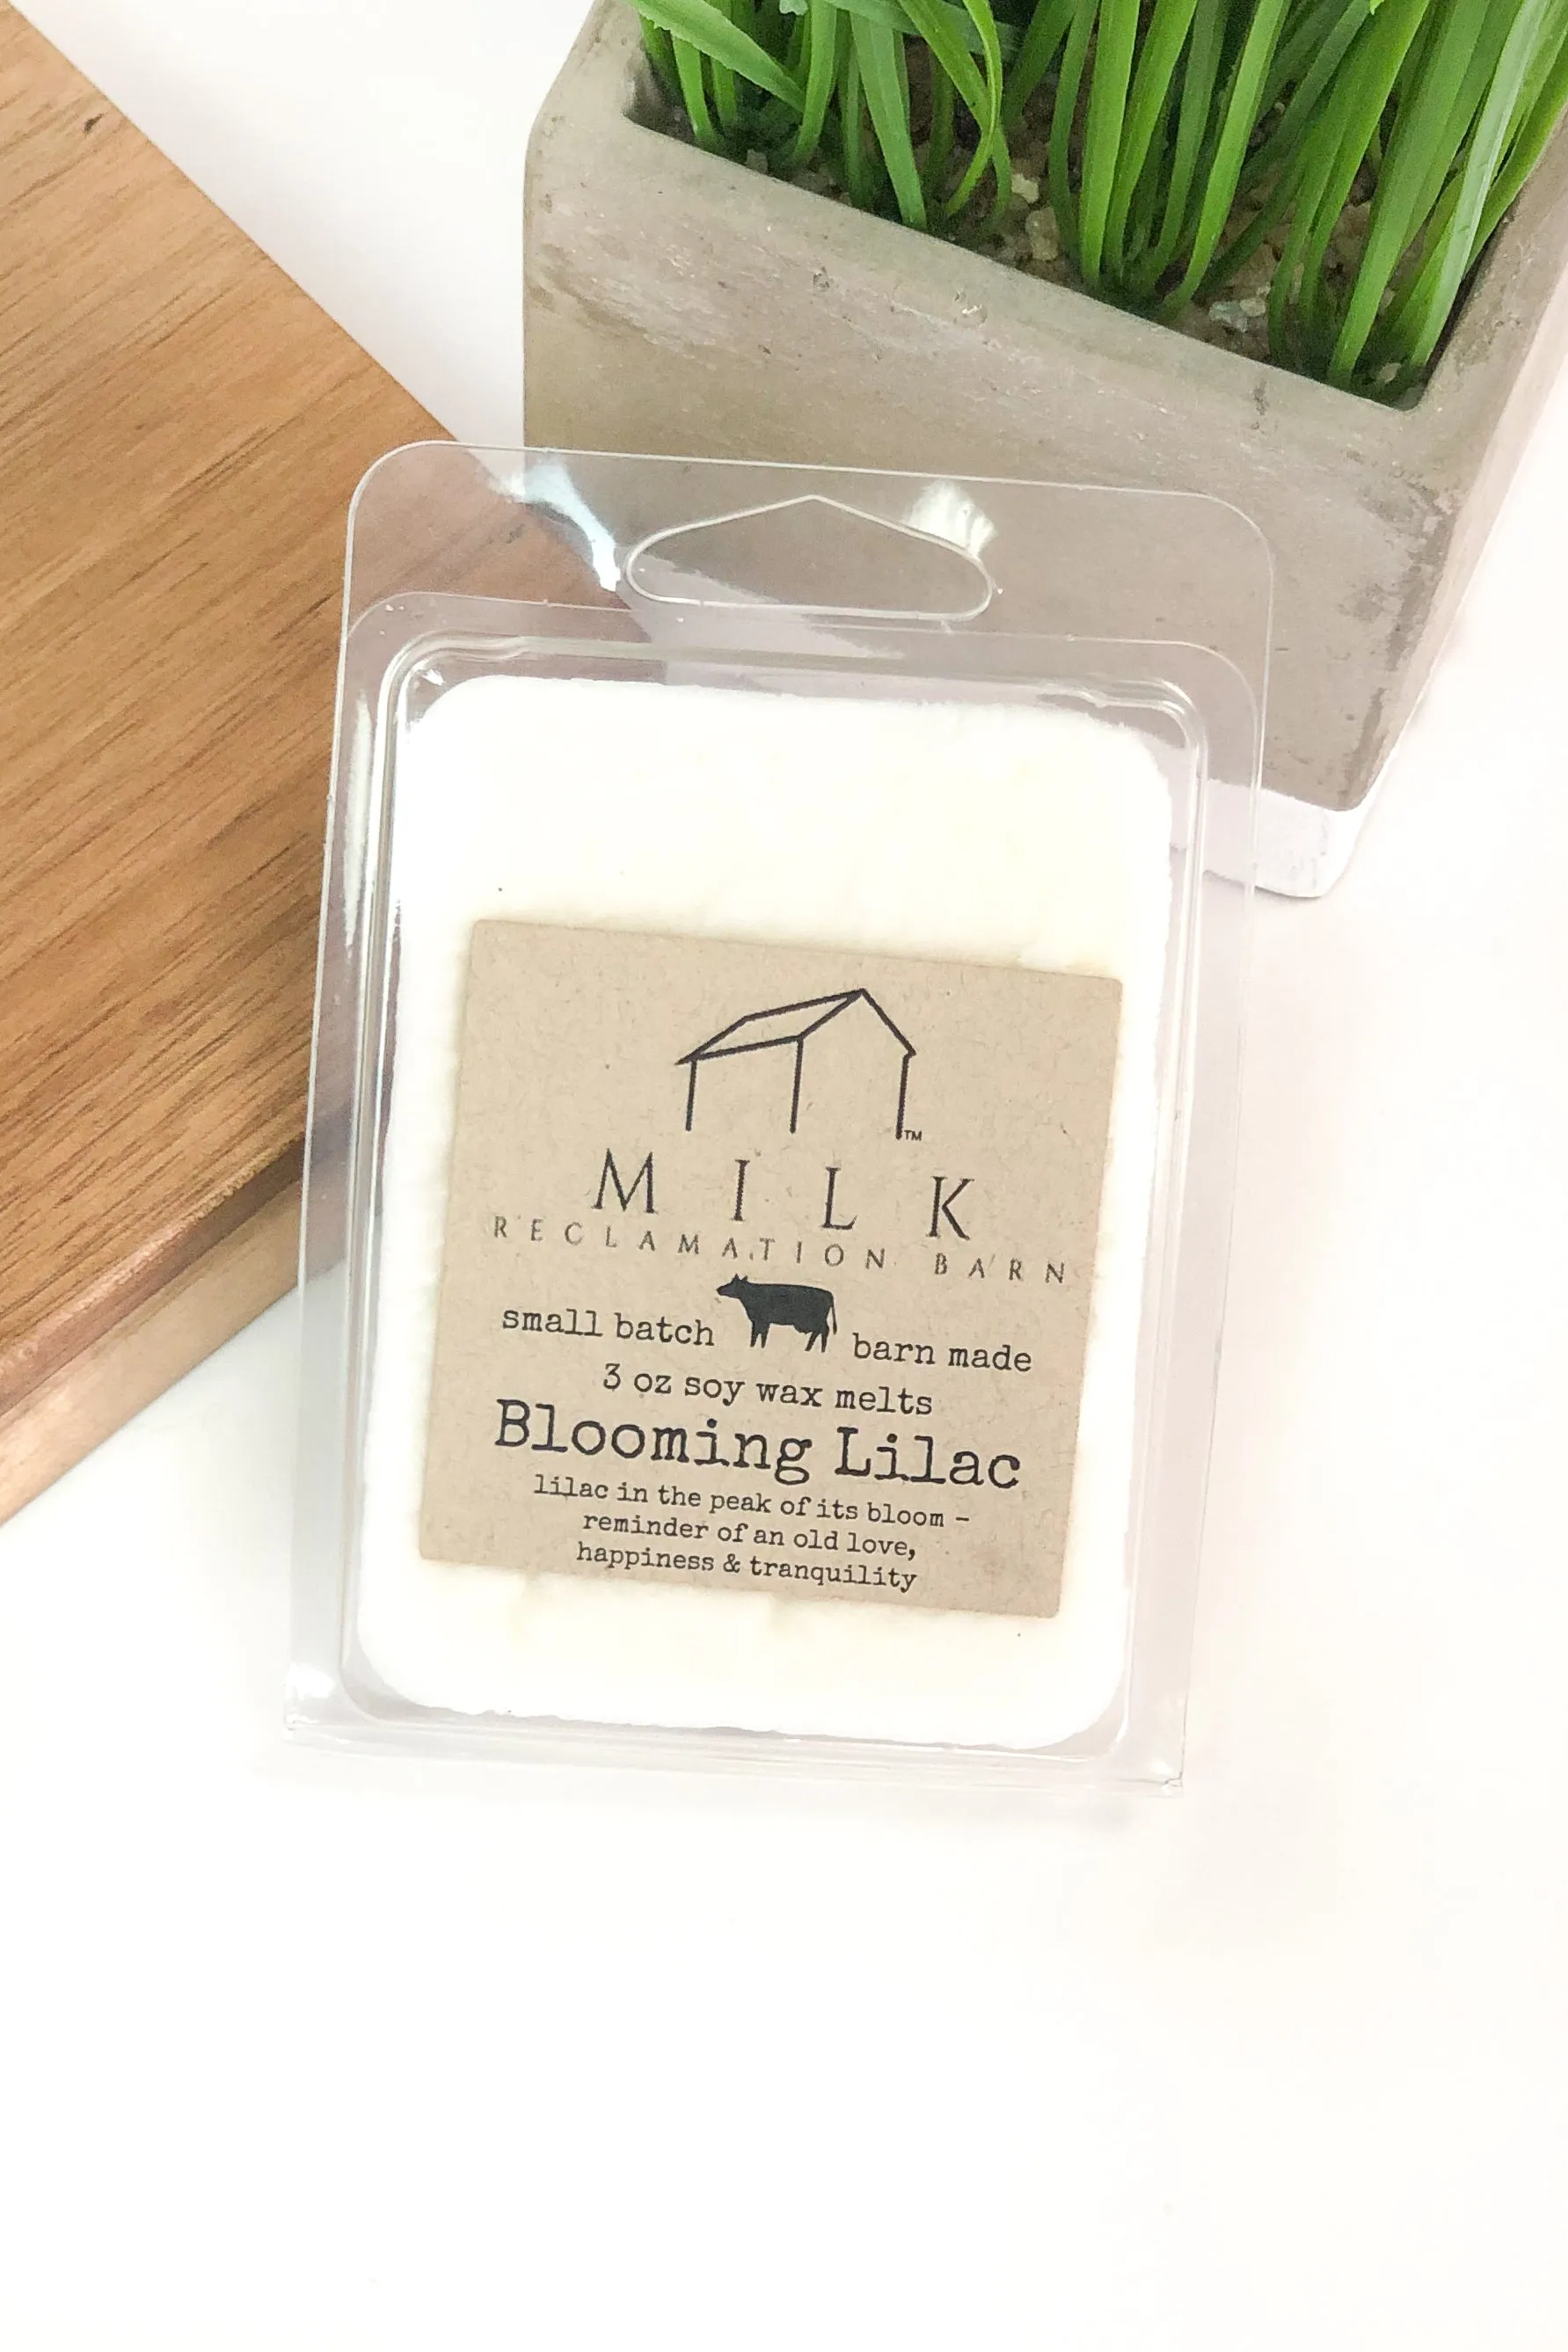 TM
M I L K
RECLAMATION BARN
small batch barn made
3 oz soy wax melts
Blooming Lilac
lilac in the peak of its bloom –
reminder of an old love,
happiness & tranquility